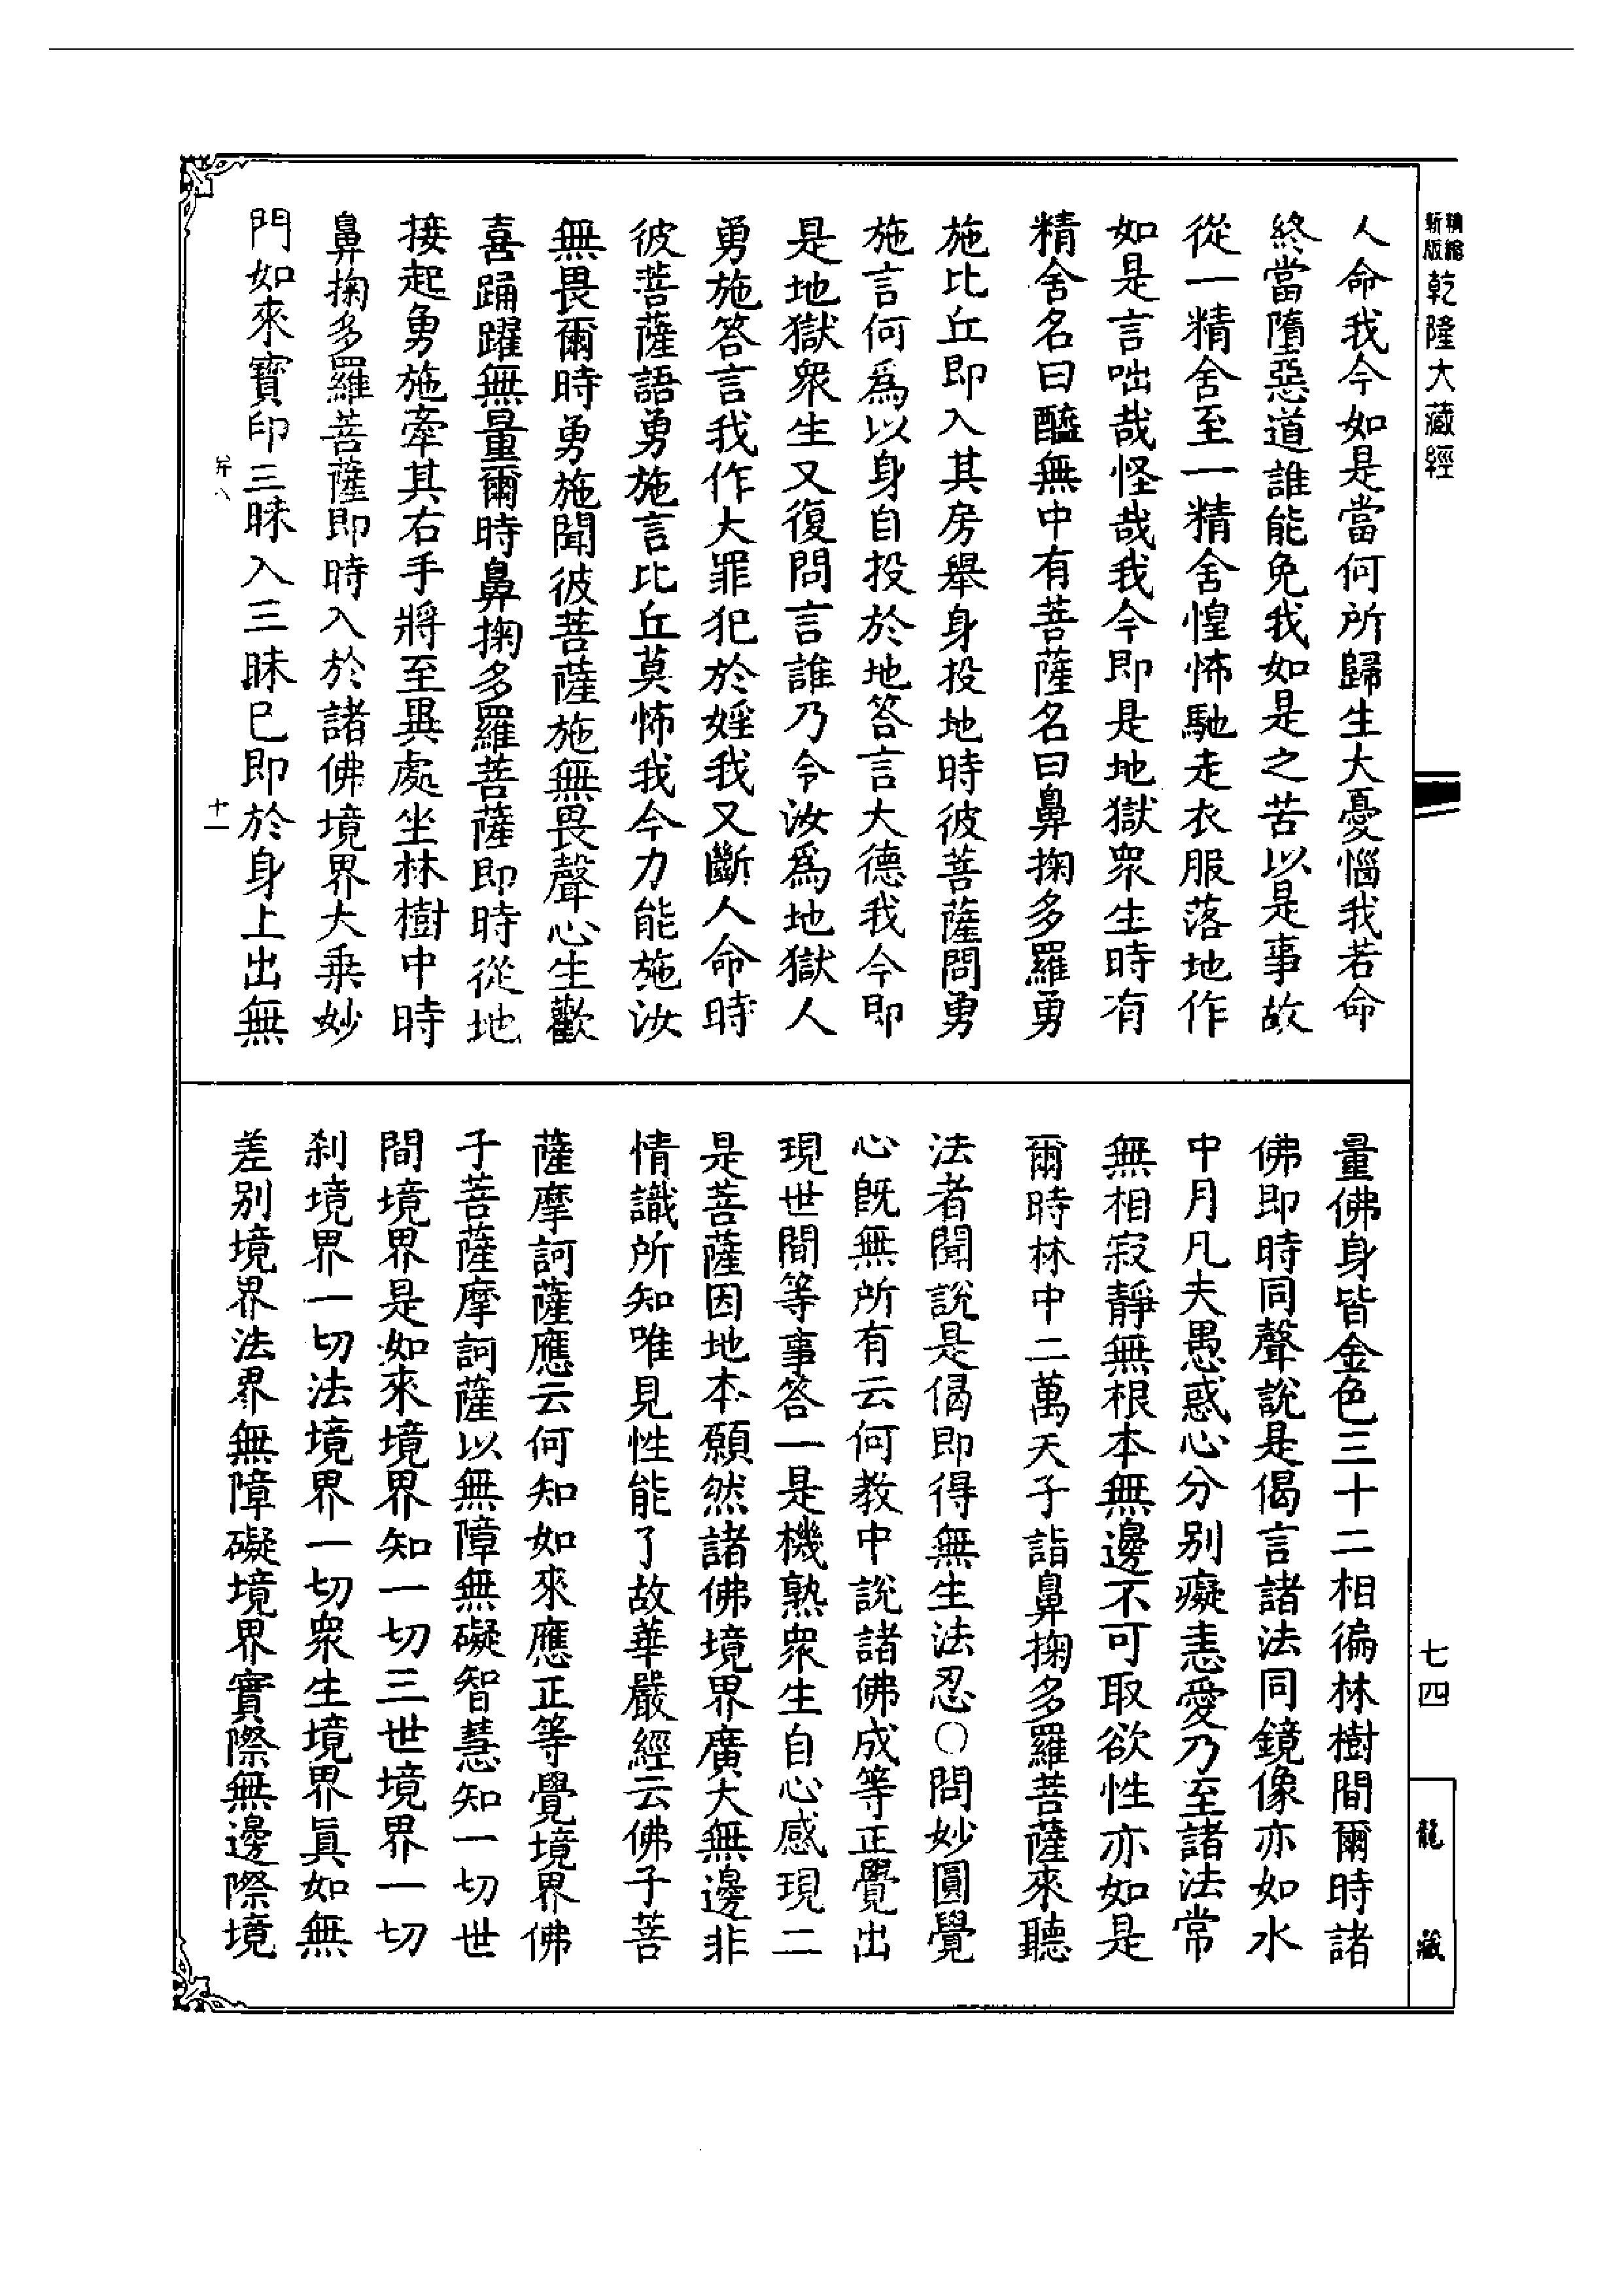 精縮新版
乾隆大藏經
人命我今如是當何所歸生大憂惱我若命
終當隋惡道誰能免我如是之苦以是事故
從一精舍至一精舍惶怖馳走衣服落地作
如是言咄哉怪哉我今即是地獄衆生時有
精舍名曰醯無中有菩薩名曰鼻掬多羅勇
施比丘即入其房舉身投地時彼菩薩問勇
施言何爲以身自投於地答言大德我今即
是地獄衆生又復問言誰乃令汝爲地獄人
勇施答言我作大罪犯於婬我又斷人命時
彼菩薩語勇施言比丘莫怖我今力能施汝
無畏爾時勇施聞彼菩薩施無畏聲心生歡
喜踊躍無量爾時鼻掬多羅菩薩即時從地
接起勇施牽其右手將至異處坐林樹中時
鼻掬多羅菩薩即時入於諸佛境界大乗妙
門如來寶印三昧入三昧已即於身上出無
十一
量佛身皆金色三十二相徧林樹間爾時諸
佛即時同聲說是偈言諸法同鏡像亦如水
中月凡夫愚惑心分别癡恚愛乃至諸法常
無相寂靜無根本無邊不可取欲性亦如是
爾時林中二萬天子詣鼻掬多羅菩薩來聽
法者聞說是偈即得無生法忍○問妙圓覺
心旣無所有云何教中說諸佛成等正覺出
現世間等事答一是機熟衆生自心感現二
是菩薩因地本願然諸佛境界廣大無邊非
情識所知唯見性能了故華嚴經云佛子菩
薩摩訶薩應云何知如來應正等覺境界佛
子菩薩摩訶薩以無障無礙智慧知一切世
間境界是如來境界知一切三世境界一切
刹境界一切法境界一切衆生境界眞如無
差别境界法界無障礙境界實際無邊際境
七四
龍藏